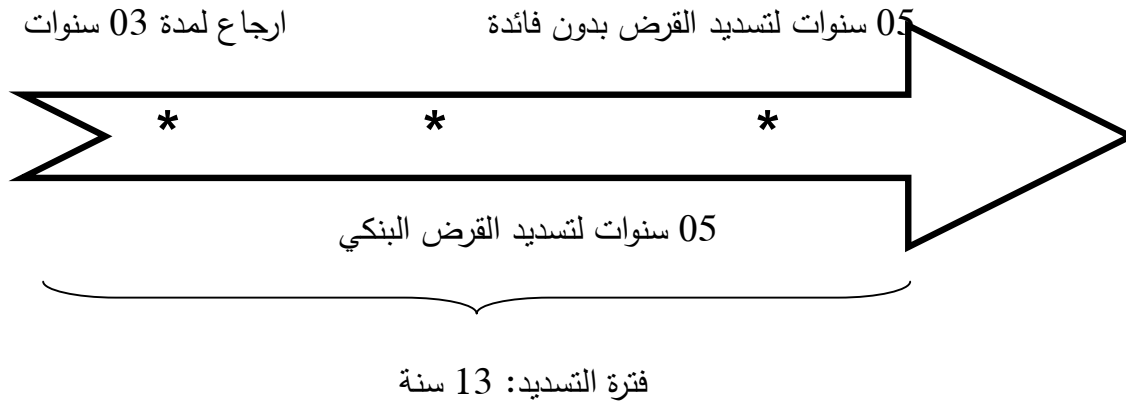 05 سنوات لتسديد القرض بدون فائدة
ارجاع لمدة 03 سنوات
* * *
05 سنوات لتسديد القرض البنكي
فترة التسديد: 13 سنة